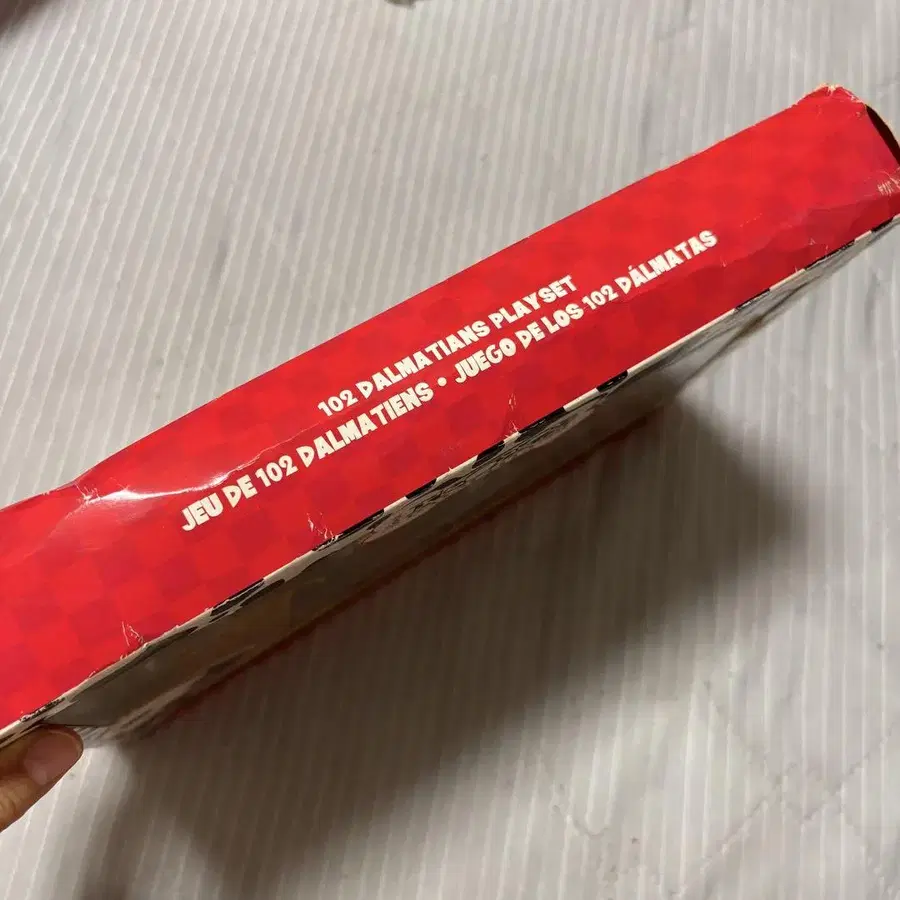 102 DALMATIANS PLAYSET
JEU DE 102 DALMATIENS • JUEGO DE LOS 102 DÁLMATAS